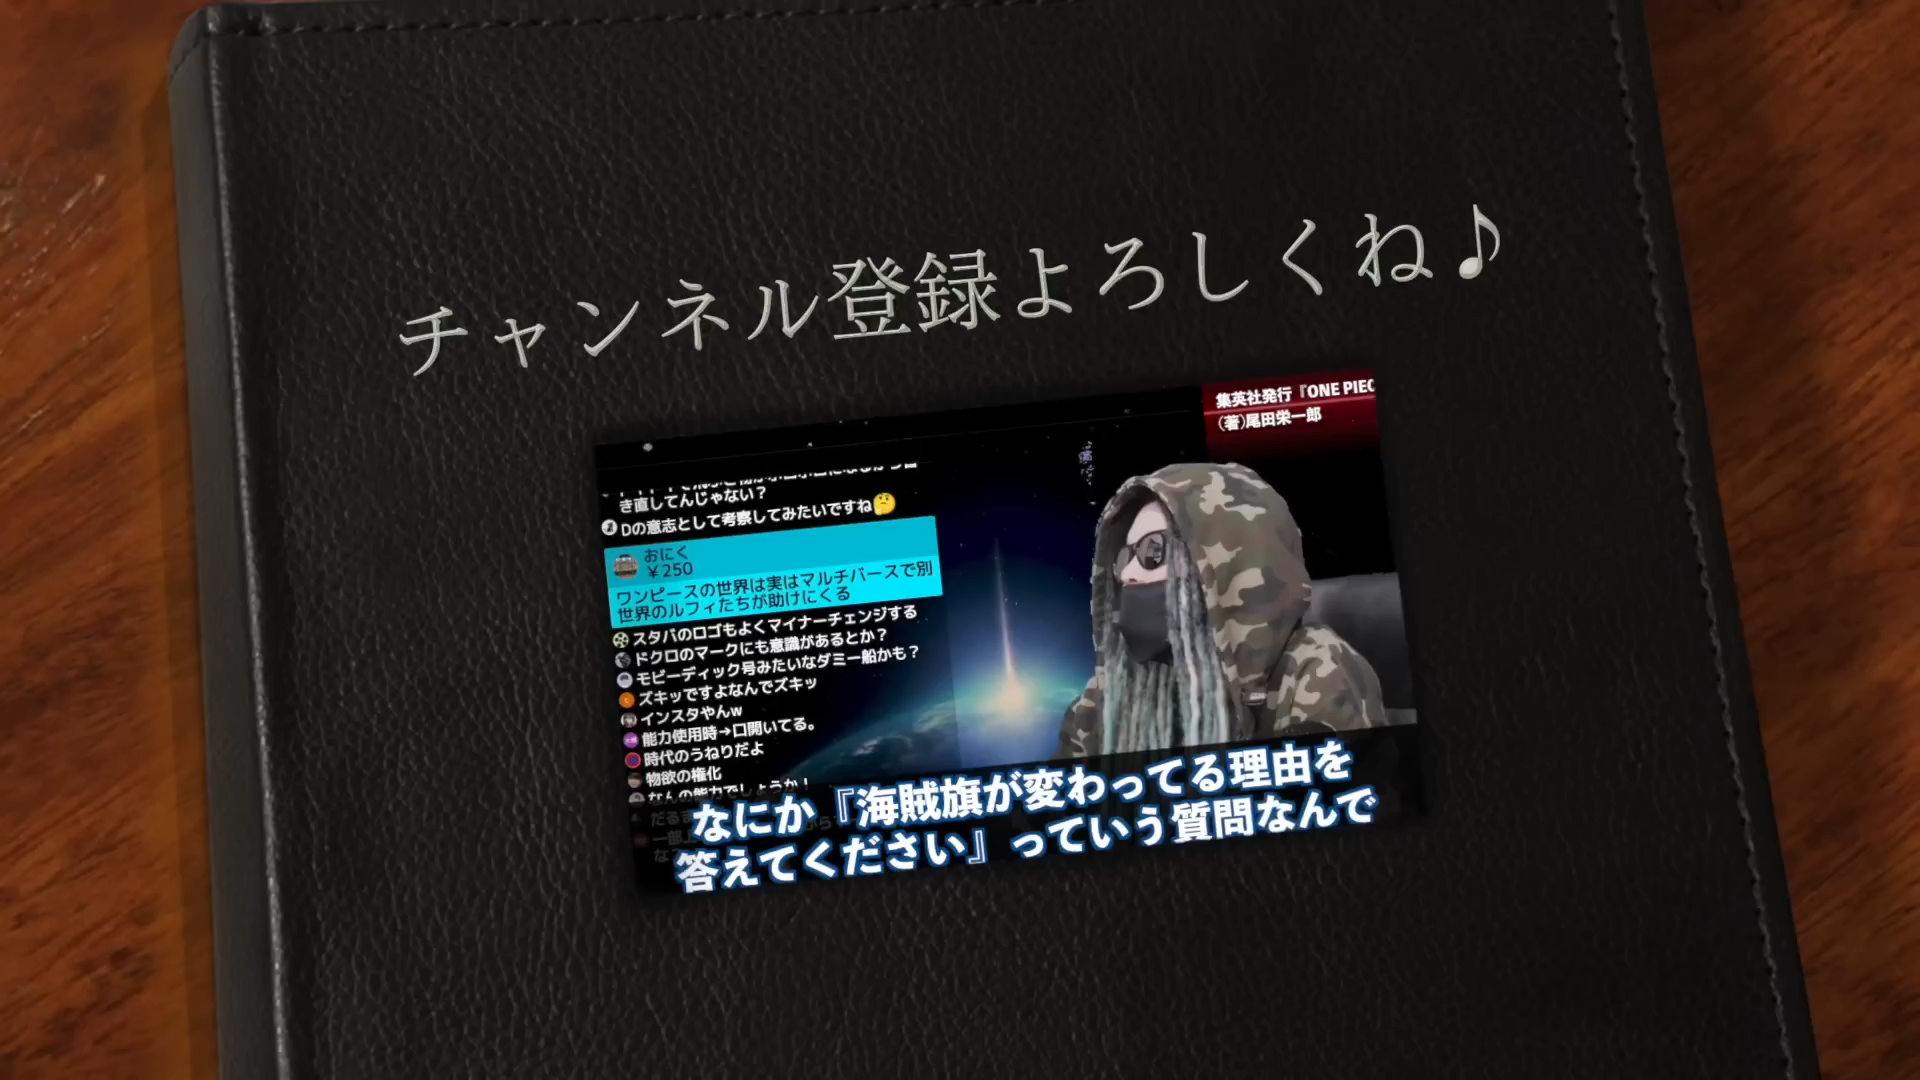 チャンネル登録よろしくね♪
集英社発行『ONE PIEC
(著)尾田栄一郎
き直してんじゃない？
Dの意志として考察してみたいですね🤔
おにく
￥250
ワンピースの世界は実はマルチバースで別
世界のルフィたちが助けにくる
スタバのロゴもよくマイナーチェンジする
ドクロのマークにも意識があるとか？
モビーディック号みたいなダミー船かも？
ズキッですよなんでズキッ
インスタやんw
能力使用時→口開いてる。
時代のうねりだよ
物欲の権化
なんの能力でしょうか！
なにか『海賊旗が変わってる理由を
答えてください』っていう質問なんで